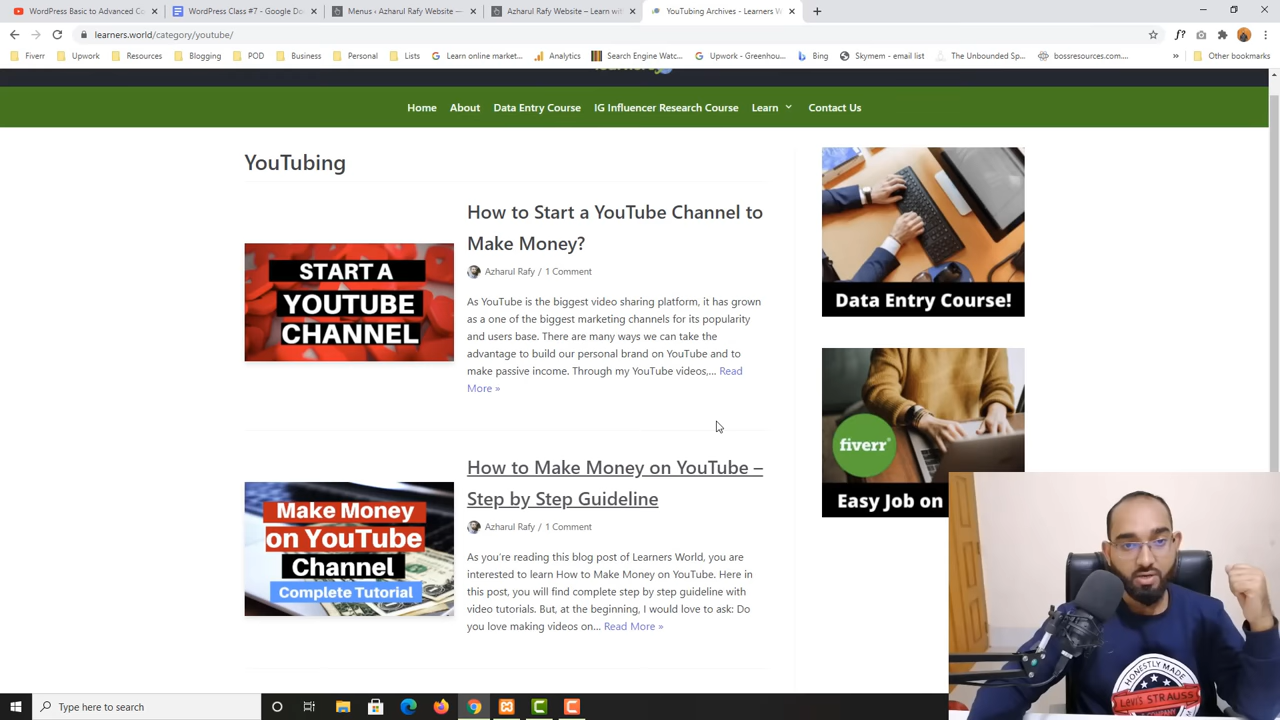 WordPress Basic to Advanced Co
WordPress Class #7 - Google Do
Menus ‹ Azharul Rafy Website —
Azharul Rafy Website – Learn wit
YouTubing Archives - Learners W
learners.world/category/youtube/
Fiverr
Upwork
Resources
Blogging
POD
Business
Personal
Lists
Learn online market...
Analytics
Search Engine Watc...
Upwork - Greenhou...
Bing
Skymem - email list
The Unbounded Sp...
bossresources.com...
Other bookmarks
Home
About
Data Entry Course
IG Influencer Research Course
Learn
Contact Us
YouTubing
START A
YOUTUBE
CHANNEL
How to Start a YouTube Channel to
Make Money?
Azharul Rafy / 1 Comment
As YouTube is the biggest video sharing platform, it has grown
as a one of the biggest marketing channels for its popularity
and users base. There are many ways we can take the
advantage to build our personal brand on YouTube and to
make passive income. Through my YouTube videos,... Read
More »
Make Money
on YouTube
Channel
Complete Tutorial
How to Make Money on YouTube –
Step by Step Guideline
Azharul Rafy / 1 Comment
As you're reading this blog post of Learners World, you are
interested to learn How to Make Money on YouTube. Here in
this post, you will find complete step by step guideline with
video tutorials. But, at the beginning, I would love to ask: Do
you love making videos on... Read More »
Data Entry Course!
fiverr
Easy Job on
HONESTLY MADE
LEVI STRAUSS
& COMPANY
Type here to search